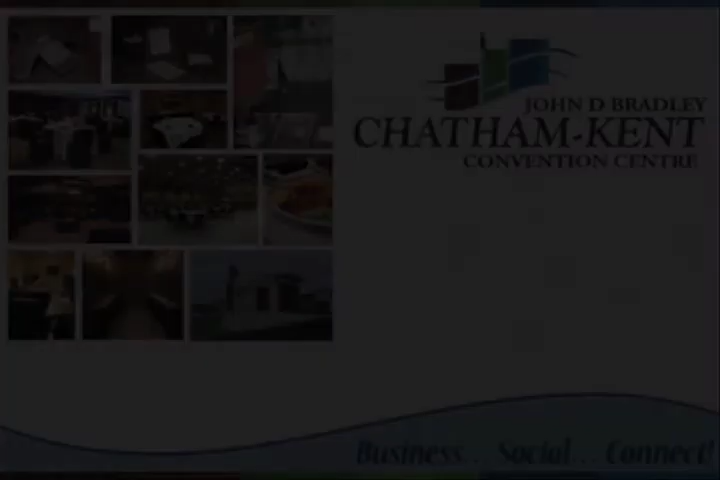 JOHN D BRADLEY
CHATHAM-KENT
CONVENTION CENTRE
Business... Social... Connect!